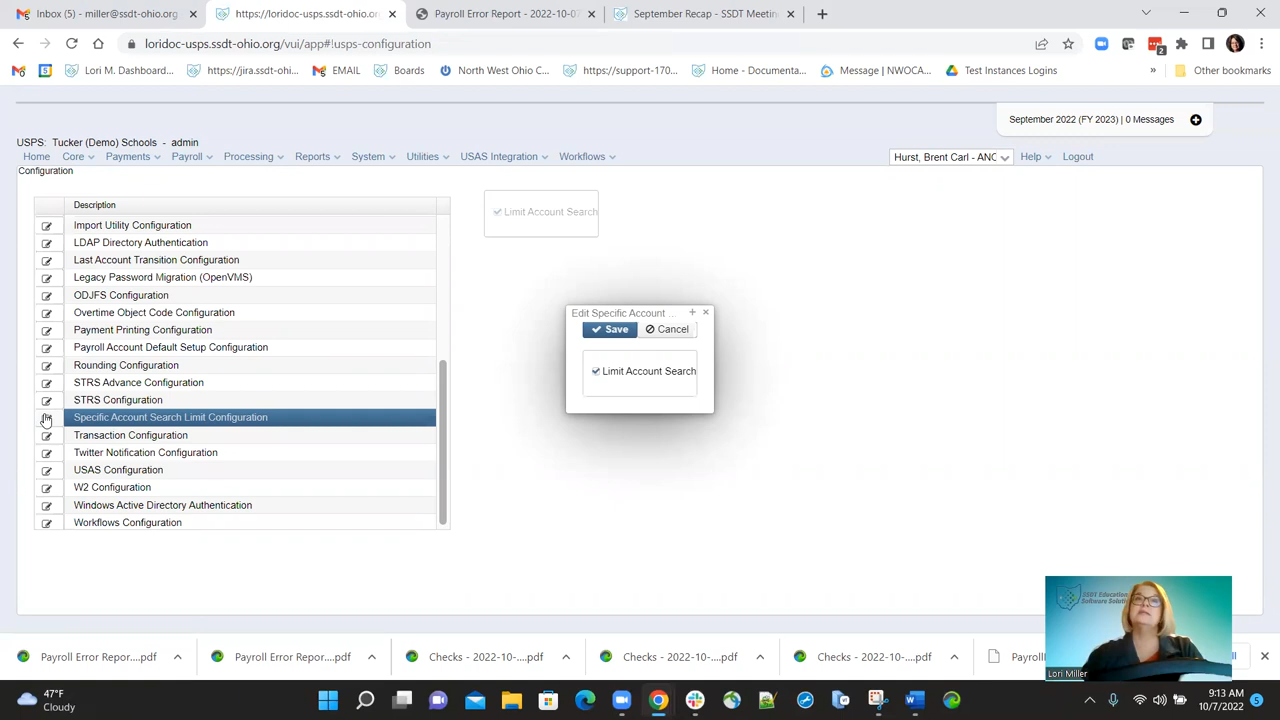 Inbox (5) - miller@ssdt-ohio.org
https://loridoc-usps.ssdt-ohio.org/
Payroll Error Report - 2022-10-07
September Recap - SSDT Meetin
loridoc-usps.ssdt-ohio.org/vui/app#!usps-configuration
2
Lori M. Dashboard...
https://jira.ssdt-ohi...
EMAIL
Boards
North West Ohio C...
https://support-170...
Home - Documenta...
Message | NWOCA...
Test Instances Logins
»
Other bookmarks
September 2022 (FY 2023) | 0 Messages
USPS: Tucker (Demo) Schools - admin
Home Core Payments Payroll Processing Reports System Utilities USAS Integration Workflows
Hurst, Brent Carl - ANC
Help Logout
Configuration
Description
Import Utility Configuration
LDAP Directory Authentication
Last Account Transition Configuration
Legacy Password Migration (OpenVMS)
ODJFS Configuration
Overtime Object Code Configuration
Payment Printing Configuration
Payroll Account Default Setup Configuration
Rounding Configuration
STRS Advance Configuration
STRS Configuration
Specific Account Search Limit Configuration
Transaction Configuration
Twitter Notification Configuration
USAS Configuration
W2 Configuration
Windows Active Directory Authentication
Workflows Configuration
Limit Account Search
Edit Specific Account ...
Save Cancel
Limit Account Search
SSDT Education
Software Solutio
Lori Miller
Payroll Error Repor....pdf
Payroll Error Repor....pdf
Checks - 2022-10-....pdf
Checks - 2022-10-....pdf
Checks - 2022-10-....pdf
47°F
Cloudy
9:13 AM
10/7/2022
5